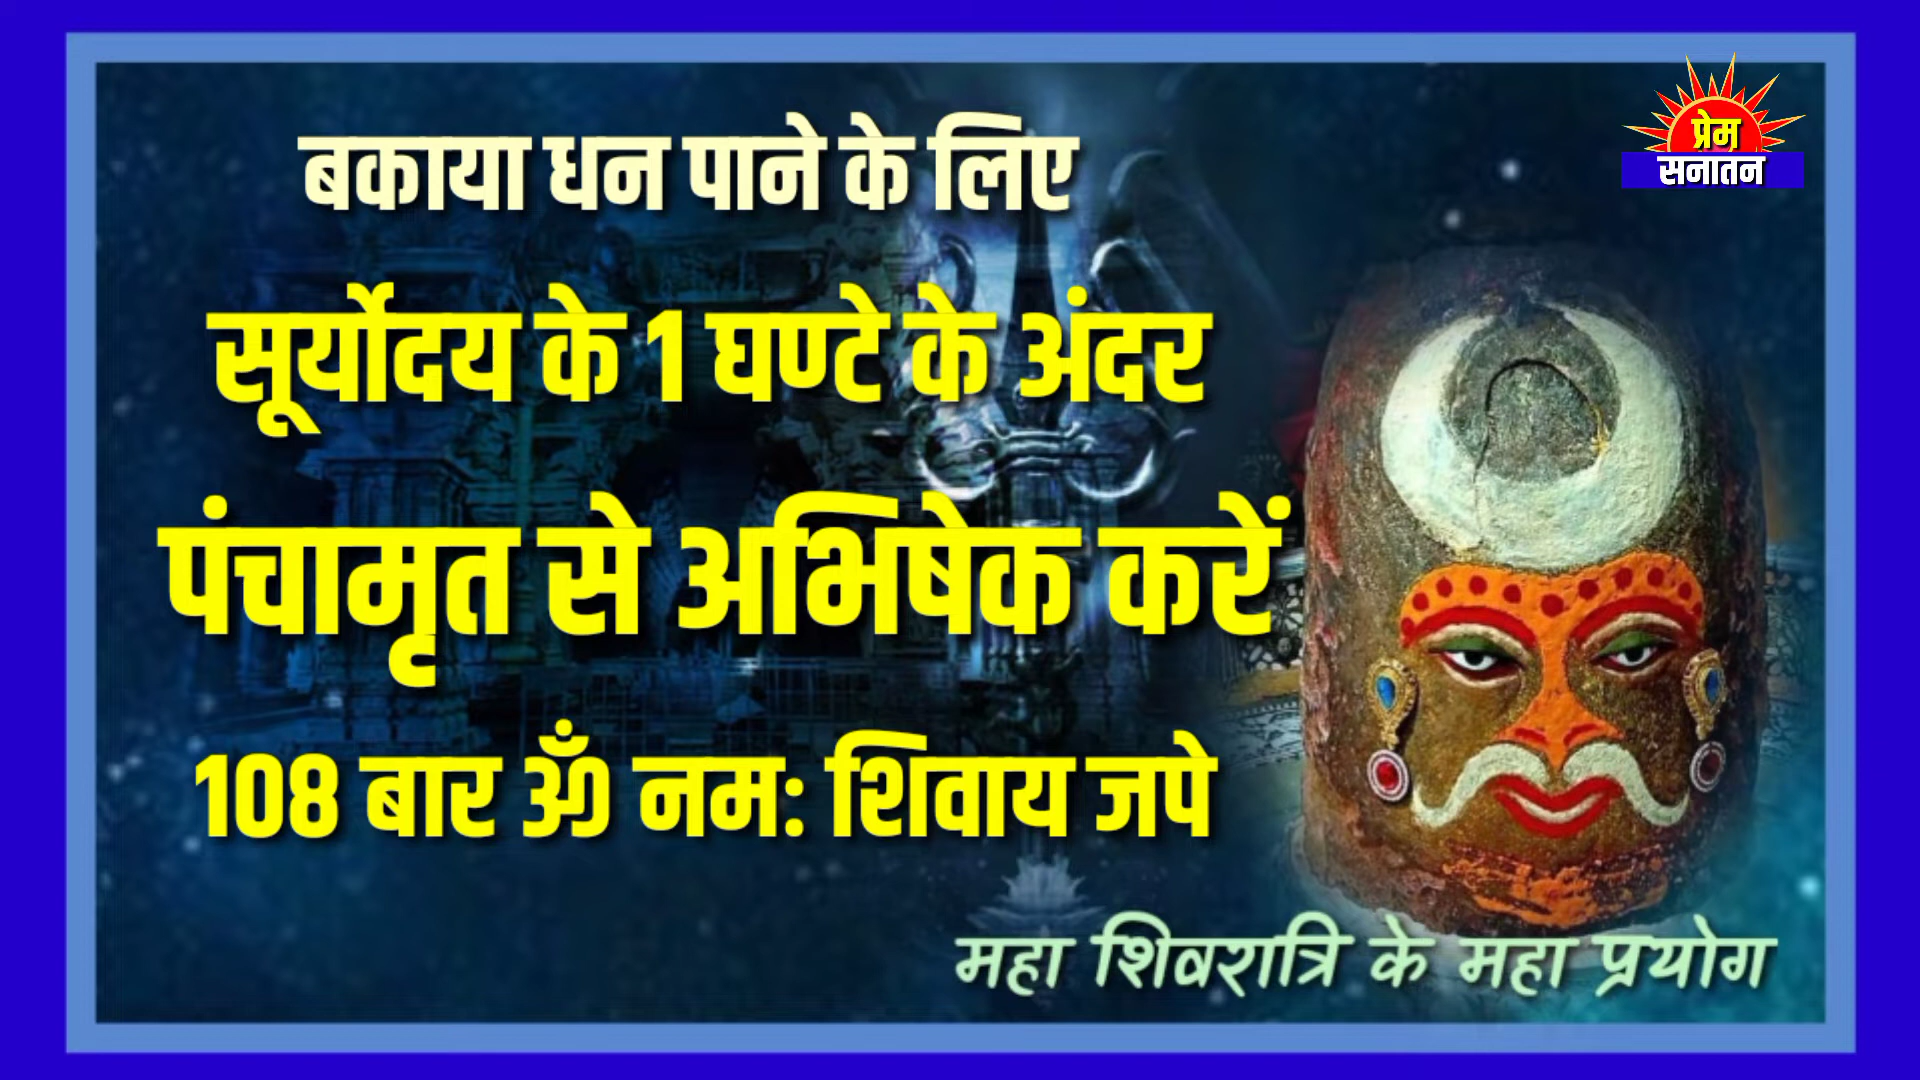 प्रेम
सनातन
बकाया धन पाने के लिए
सूर्योदय के 1 घण्टे के अंदर
पंचामृत से अभिषेक करें
108 बार ॐ नम: शिवाय जपे
महा शिवरात्रि के महा प्रयोग